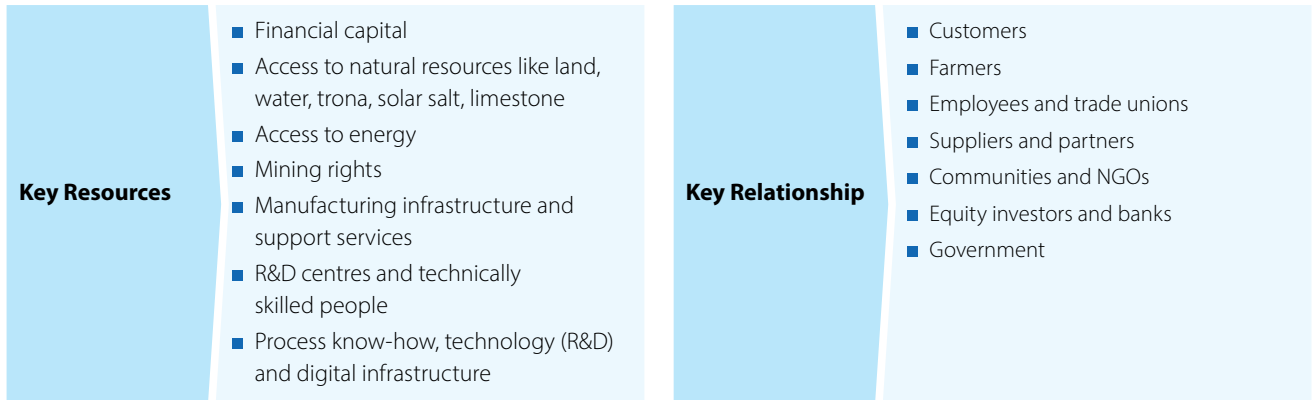 Key Resources
■ Financial capital
■ Access to natural resources like land,
water, trona, solar salt, limestone
■ Access to energy
■ Mining rights
■ Manufacturing infrastructure and
support services
■ R&D centres and technically
skilled people
■ Process know-how, technology (R&D)
and digital infrastructure
Key Relationship
■ Customers
■ Farmers
■ Employees and trade unions
■ Suppliers and partners
■ Communities and NGOs
■ Equity investors and banks
■ Government